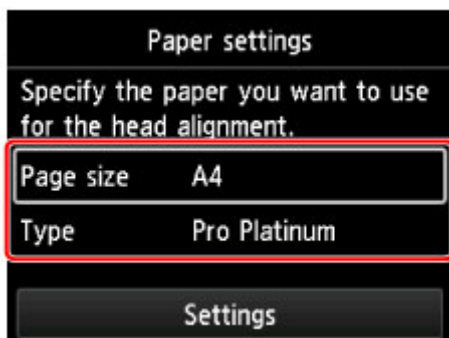 Paper settings
Specify the paper you want to use
for the head alignment.
Page size A4
Type Pro Platinum
Settings